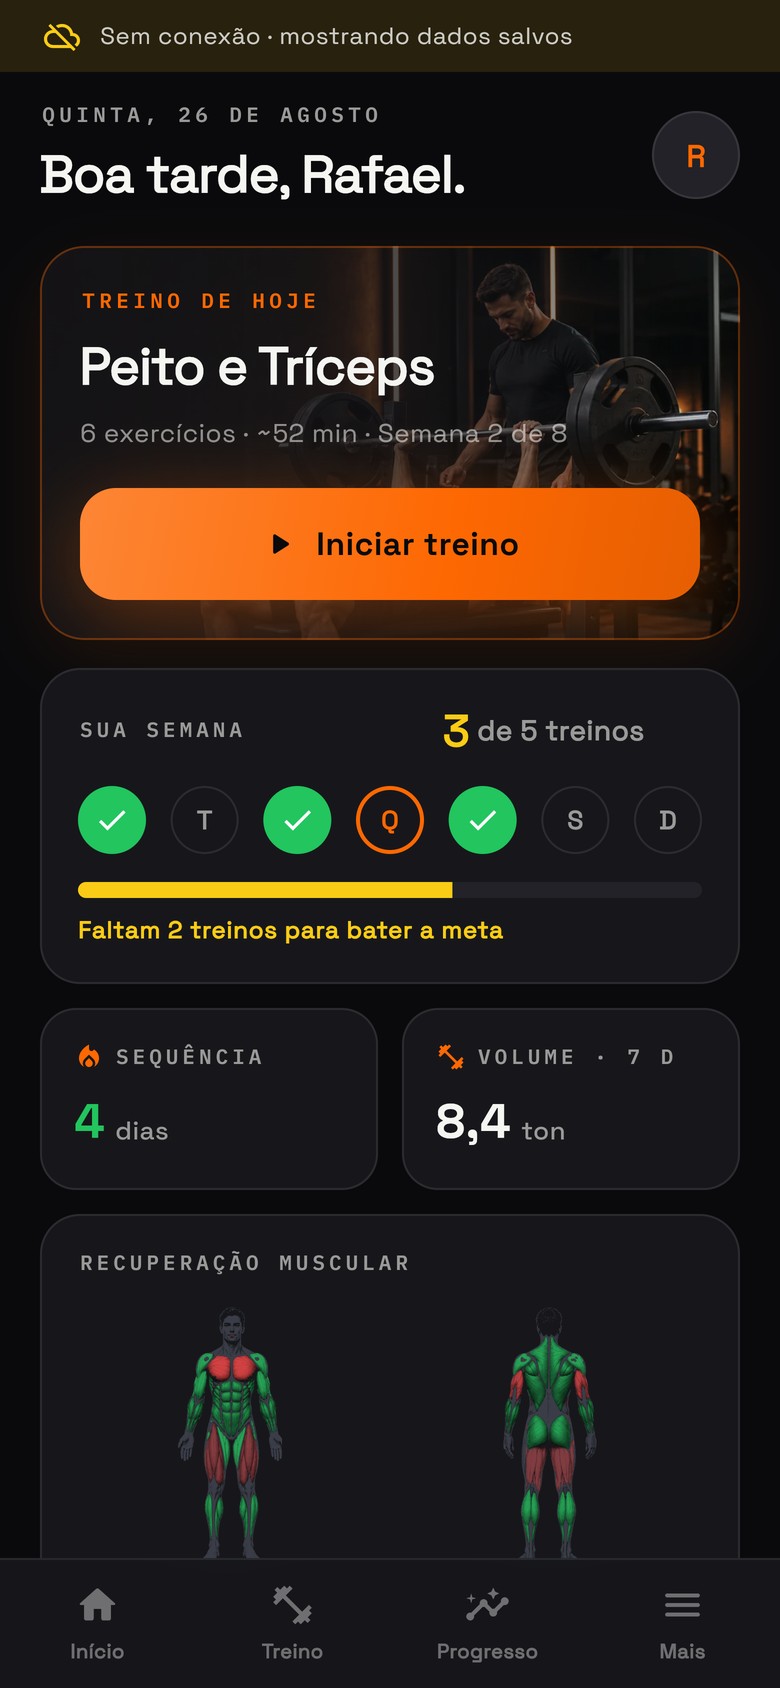 Sem conexão · mostrando dados salvos
QUINTA, 26 DE AGOSTO
Boa tarde, Rafael.
R
TREINO DE HOJE
Peito e Tríceps
6 exercícios · ~52 min · Semana 2 de 8
Iniciar treino
SUA SEMANA
3 de 5 treinos
T Q S D
Faltam 2 treinos para bater a meta
SEQUÊNCIA
4 dias
VOLUME · 7 D
8,4 ton
RECUPERAÇÃO MUSCULAR
Início
Treino
Progresso
Mais